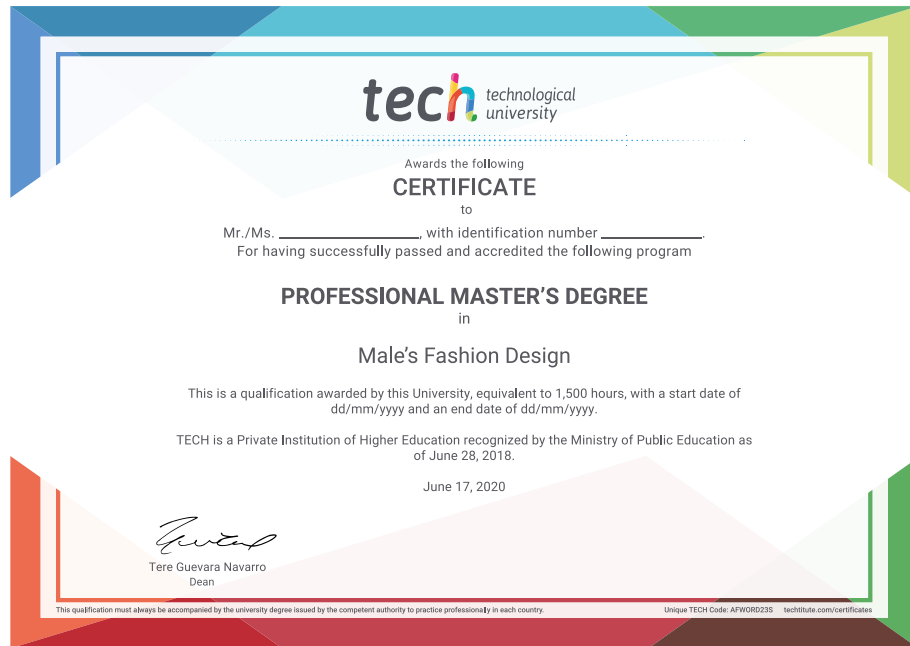 tech technological
university
Awards the following
CERTIFICATE
to
Mr./Ms. ________________, with identification number ____________.
For having successfully passed and accredited the following program
PROFESSIONAL MASTER'S DEGREE
in
Male's Fashion Design
This is a qualification awarded by this University, equivalent to 1,500 hours, with a start date of
dd/mm/yyyy and an end date of dd/mm/yyyy.
TECH is a Private Institution of Higher Education recognized by the Ministry of Public Education as
of June 28, 2018.
June 17, 2020
Tere Guevara Navarro
Dean
This qualification must always be accompanied by the university degree issued by the competent authority to practice professionally in each country. Unique TECH Code: AFWORD23S techtitute.com/certificates